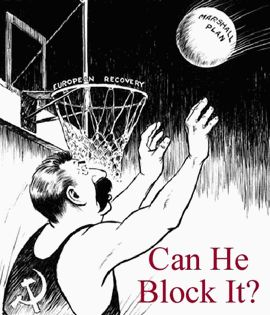 MARSHALL
PLAN
EUROPEAN RECOVERY
Can He
Block It?